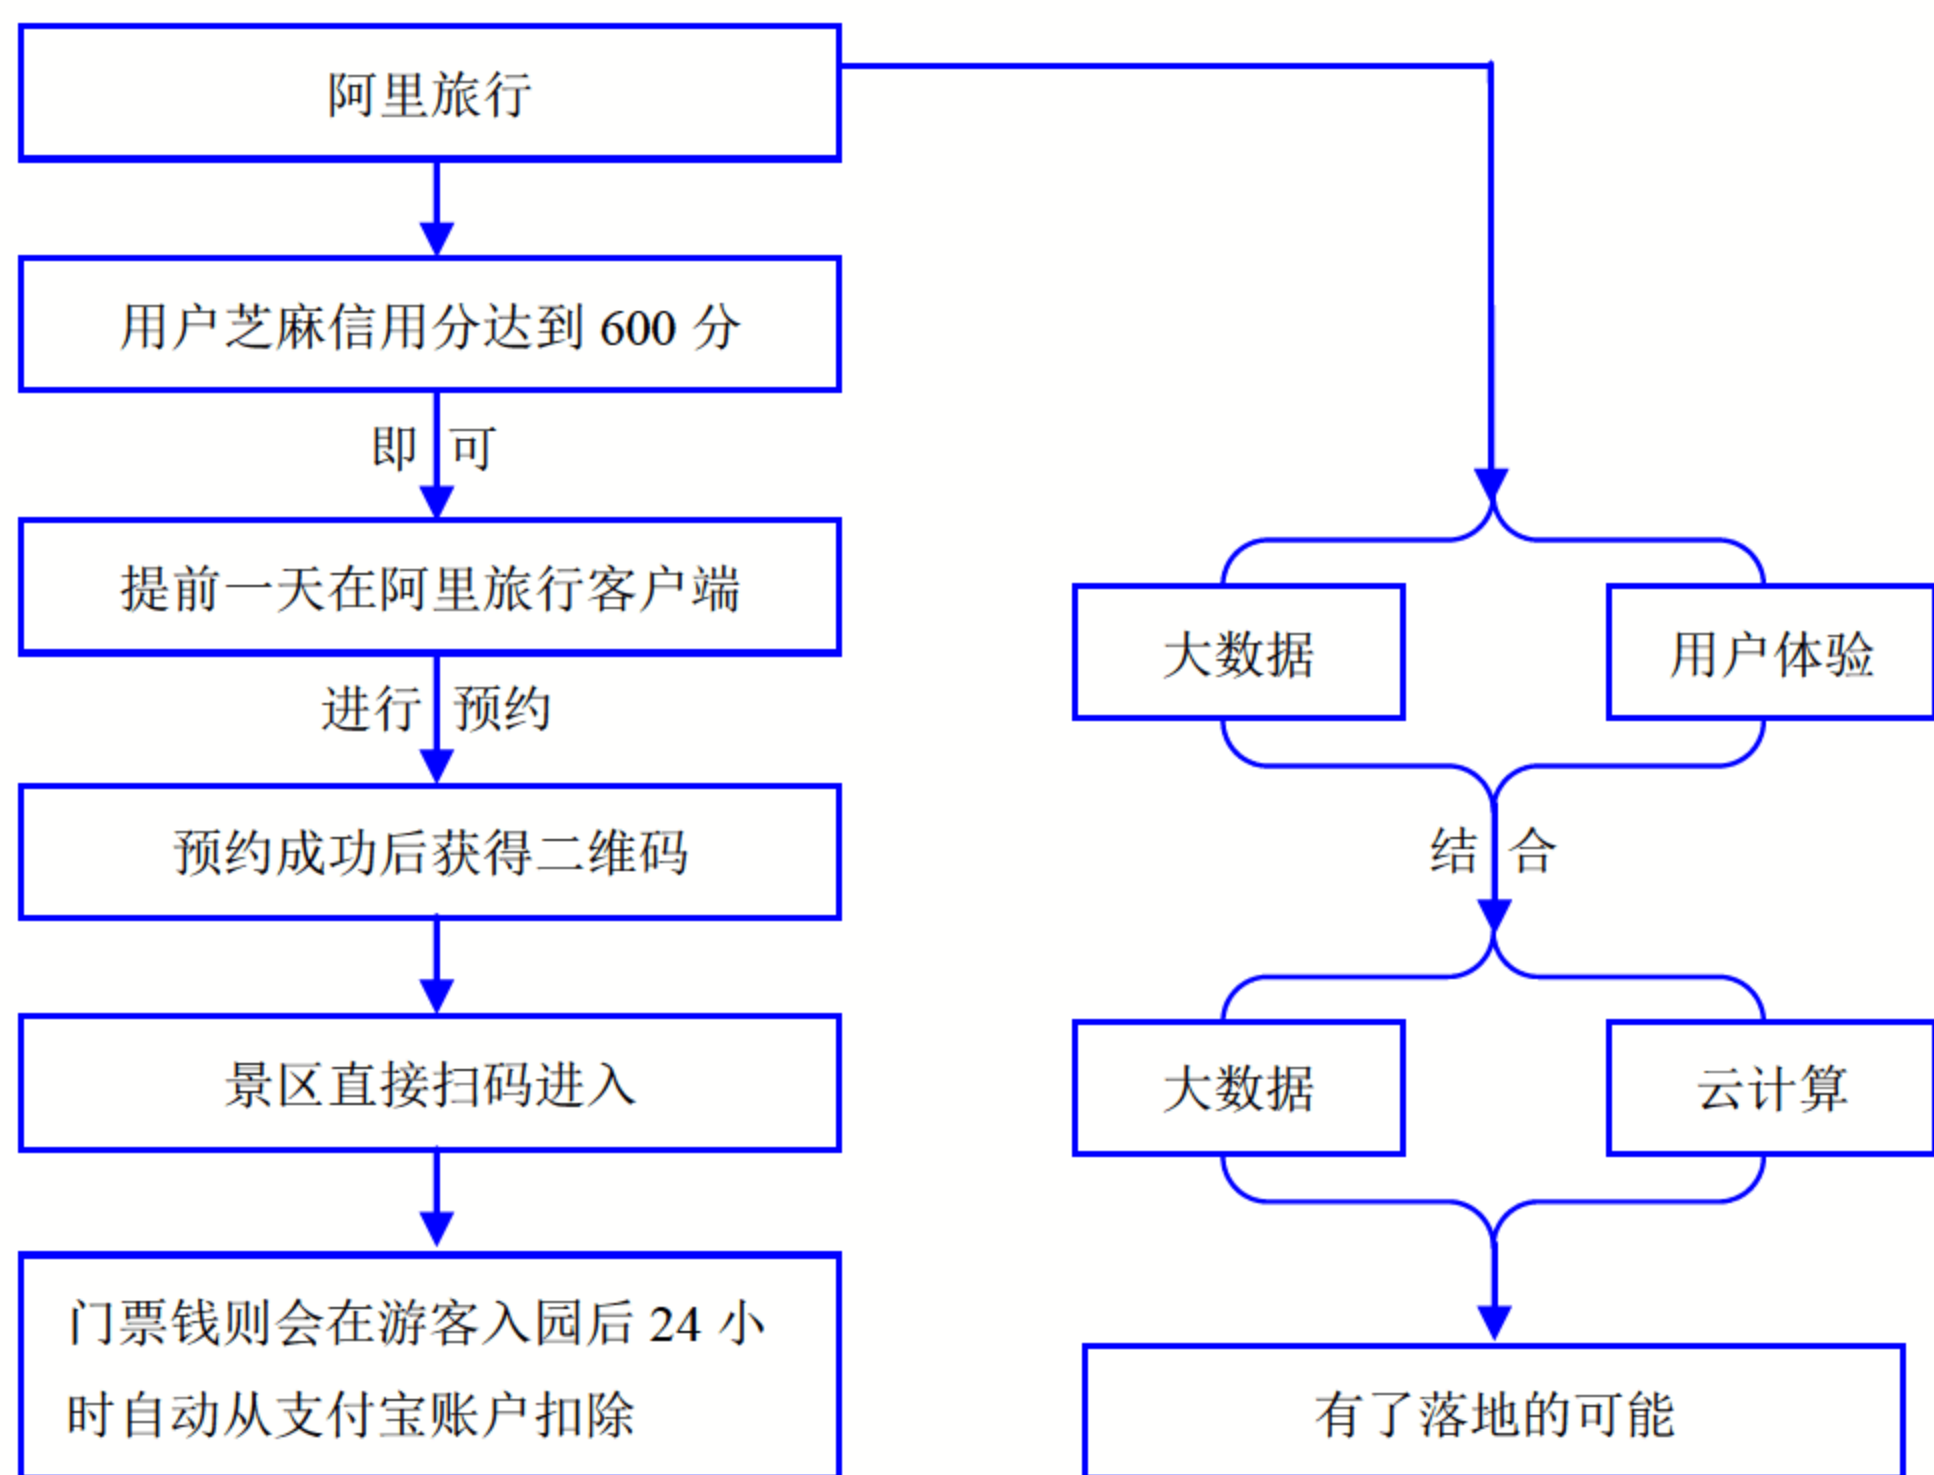 阿里旅行
用户芝麻信用分达到 600 分
即 可
提前一天在阿里旅行客户端
进行 预约
预约成功后获得二维码
景区直接扫码进入
门票钱则会在游客入园后 24 小
时自动从支付宝账户扣除
大数据
用户体验
结 合
大数据
云计算
有了落地的可能